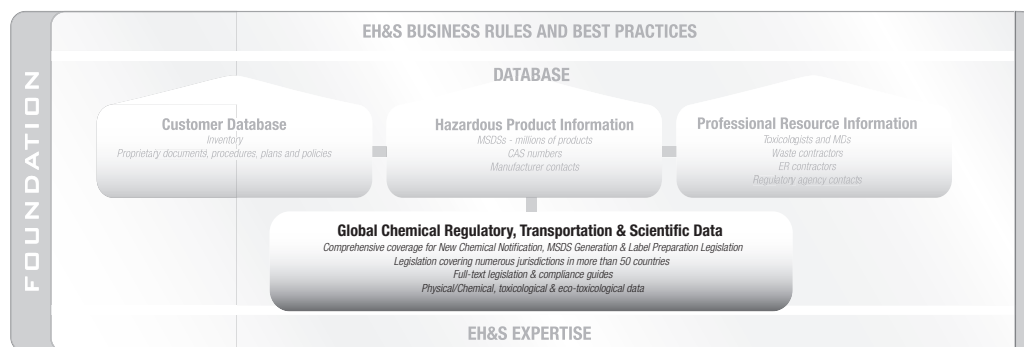 FOUNDATION
EH&S BUSINESS RULES AND BEST PRACTICES
DATABASE
Customer Database
Inventory
Proprietary documents, procedures, plans and policies
Hazardous Product Information
MSDSs - millions of products
CAS numbers
Manufacturer contacts
Professional Resource Information
Toxicologists and MDs
Waste contractors
ER contractors
Regulatory agency contacts
Global Chemical Regulatory, Transportation & Scientific Data
Comprehensive coverage for New Chemical Notification, MSDS Generation & Label Preparation Legislation
Legislation covering numerous jurisdictions in more than 50 countries
Full-text legislation & compliance guides
Physical/Chemical, toxicological & eco-toxicological data
EH&S EXPERTISE